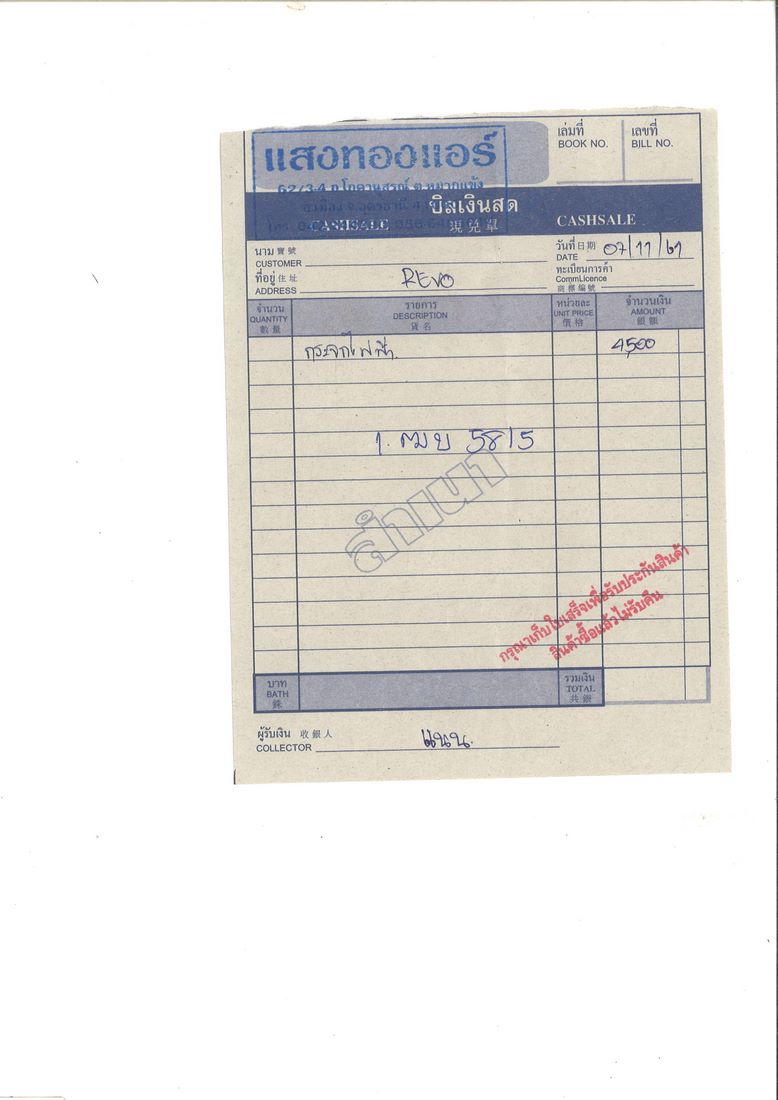 แสงทองแอร์
เล่มที่ เลขที่
BOOK NO. BILL NO.
62/3-4 ถ.โภคานุสรณ์ ต.หมากแข้ง
อ.เมือง จ.อุดรธานี
บิลเงินสด
CASHSALE 現兌單 CASHSALE
นาม 寶號
CUSTOMER
วันที่ 日期
DATE 07/11/61
ที่อยู่ 住址
ADDRESS REVO
ทะเบียนการค้า
CommLicence
商標編號
จำนวน รายการ หน่วยละ จำนวนเงิน
QUANTITY DESCRIPTION UNIT PRICE AMOUNT
數量 貨名 價格 銀額
กระจกไฟฟ้า 4500
1. ฒบ 5815
สำเนา
กรุณาเก็บใบเสร็จเพื่อรับประกันสินค้า
สินค้าซื้อแล้วไม่รับคืน
บาท รวมเงิน
BATH TOTAL
銖 共銀
ผู้รับเงิน 收銀人
COLLECTOR แนน.